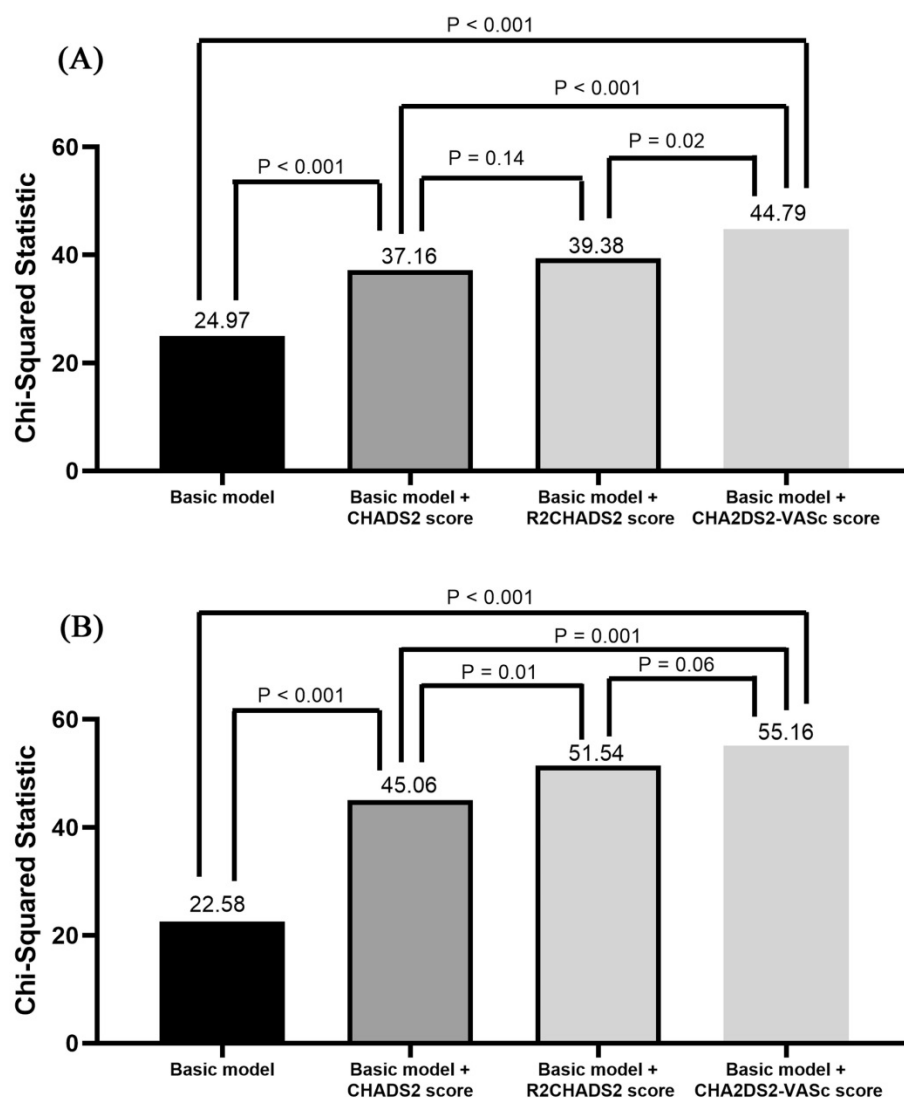 (A)
P < 0.001
P < 0.001
P < 0.001
P = 0.14
P = 0.02
Chi-Squared Statistic
60
40
20
0
24.97
37.16
39.38
44.79
Basic model
Basic model +
CHADS2 score
Basic model +
R2CHADS2 score
Basic model +
CHA2DS2-VASc score
(B)
P < 0.001
P = 0.001
P < 0.001
P = 0.01
P = 0.06
Chi-Squared Statistic
60
40
20
0
22.58
45.06
51.54
55.16
Basic model
Basic model +
CHADS2 score
Basic model +
R2CHADS2 score
Basic model +
CHA2DS2-VASc score